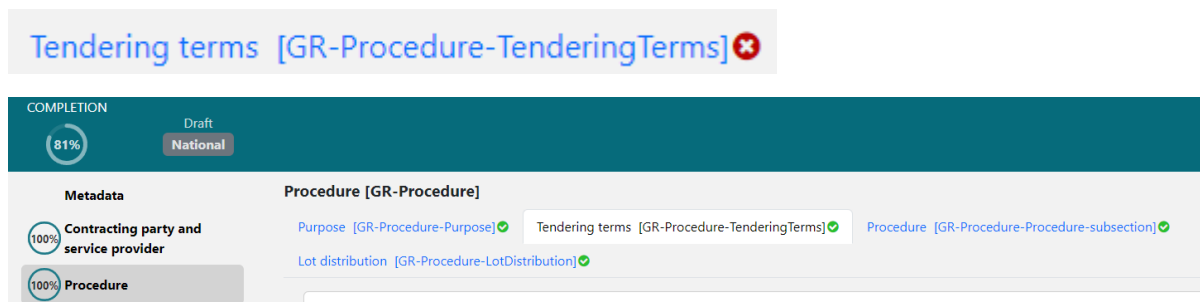 Tendering terms [GR-Procedure-TenderingTerms]
COMPLETION
81%
Draft
National
Metadata
100% Contracting party and
service provider
100% Procedure
Procedure [GR-Procedure]
Purpose [GR-Procedure-Purpose] Tendering terms [GR-Procedure-TenderingTerms] Procedure [GR-Procedure-Procedure-subsection]
Lot distribution [GR-Procedure-LotDistribution]